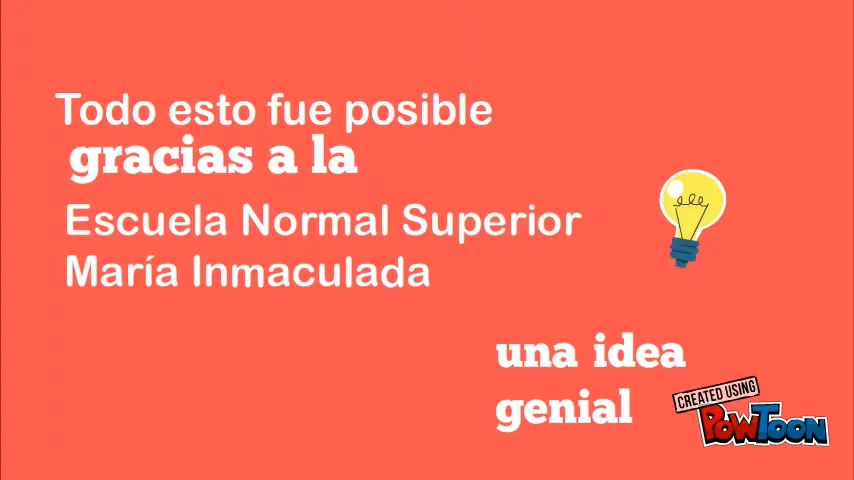 Todo esto fue posible
gracias a la
Escuela Normal Superior
María Inmaculada
una idea
genial
CREATED USING
POWTOON